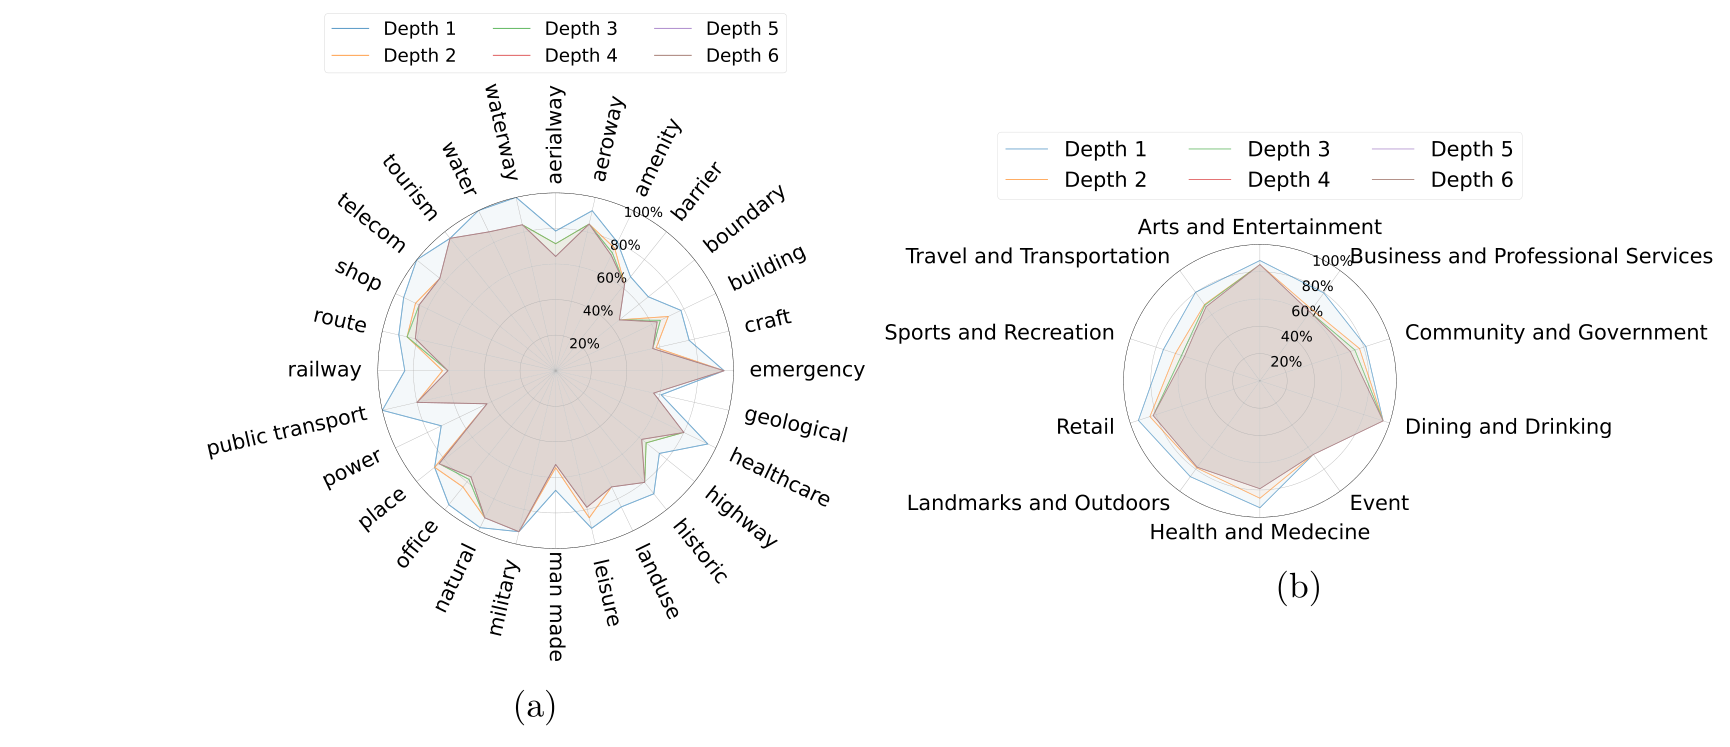 Depth 1
Depth 2
Depth 3
Depth 4
Depth 5
Depth 6
aerialway
aeroway
amenity
barrier
boundary
building
craft
emergency
geological
healthcare
highway
historic
landuse
leisure
man made
military
natural
office
place
power
public transport
railway
route
shop
telecom
tourism
water
waterway
100%
80%
60%
40%
20%
(a)
Depth 1
Depth 2
Depth 3
Depth 4
Depth 5
Depth 6
Arts and Entertainment
Business and Professional Services
Community and Government
Dining and Drinking
Event
Health and Medecine
Landmarks and Outdoors
Retail
Sports and Recreation
Travel and Transportation
100%
80%
60%
40%
20%
(b)